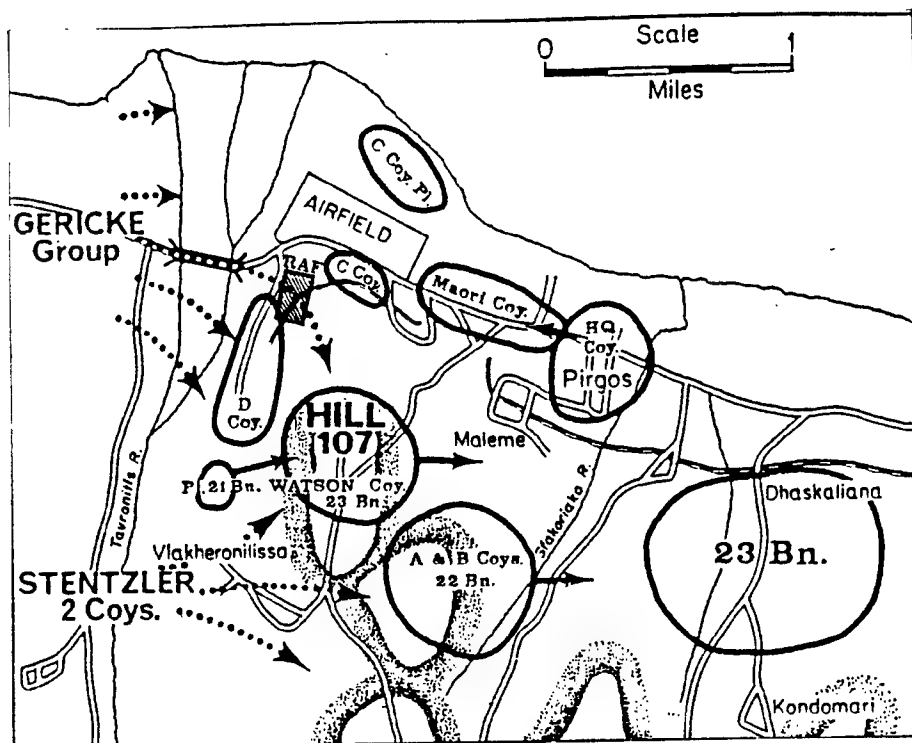 Scale
0 1
Miles
C Coy. Pl.
AIRFIELD
GERICKE
Group
RAF
C Coy.
Maori Coy.
HQ
Coy.
Pirgos
D
Coy.
HILL
107
Maleme
Pl. 21 Bn.
WATSON Coy.
23 Bn.
Tavronitis R.
Sfakoriako R.
Dhaskaliana
Vlakheronilissa
A & B Coys.
22 Bn.
23 Bn.
STENTZLER
2 Coys.
Kondomari